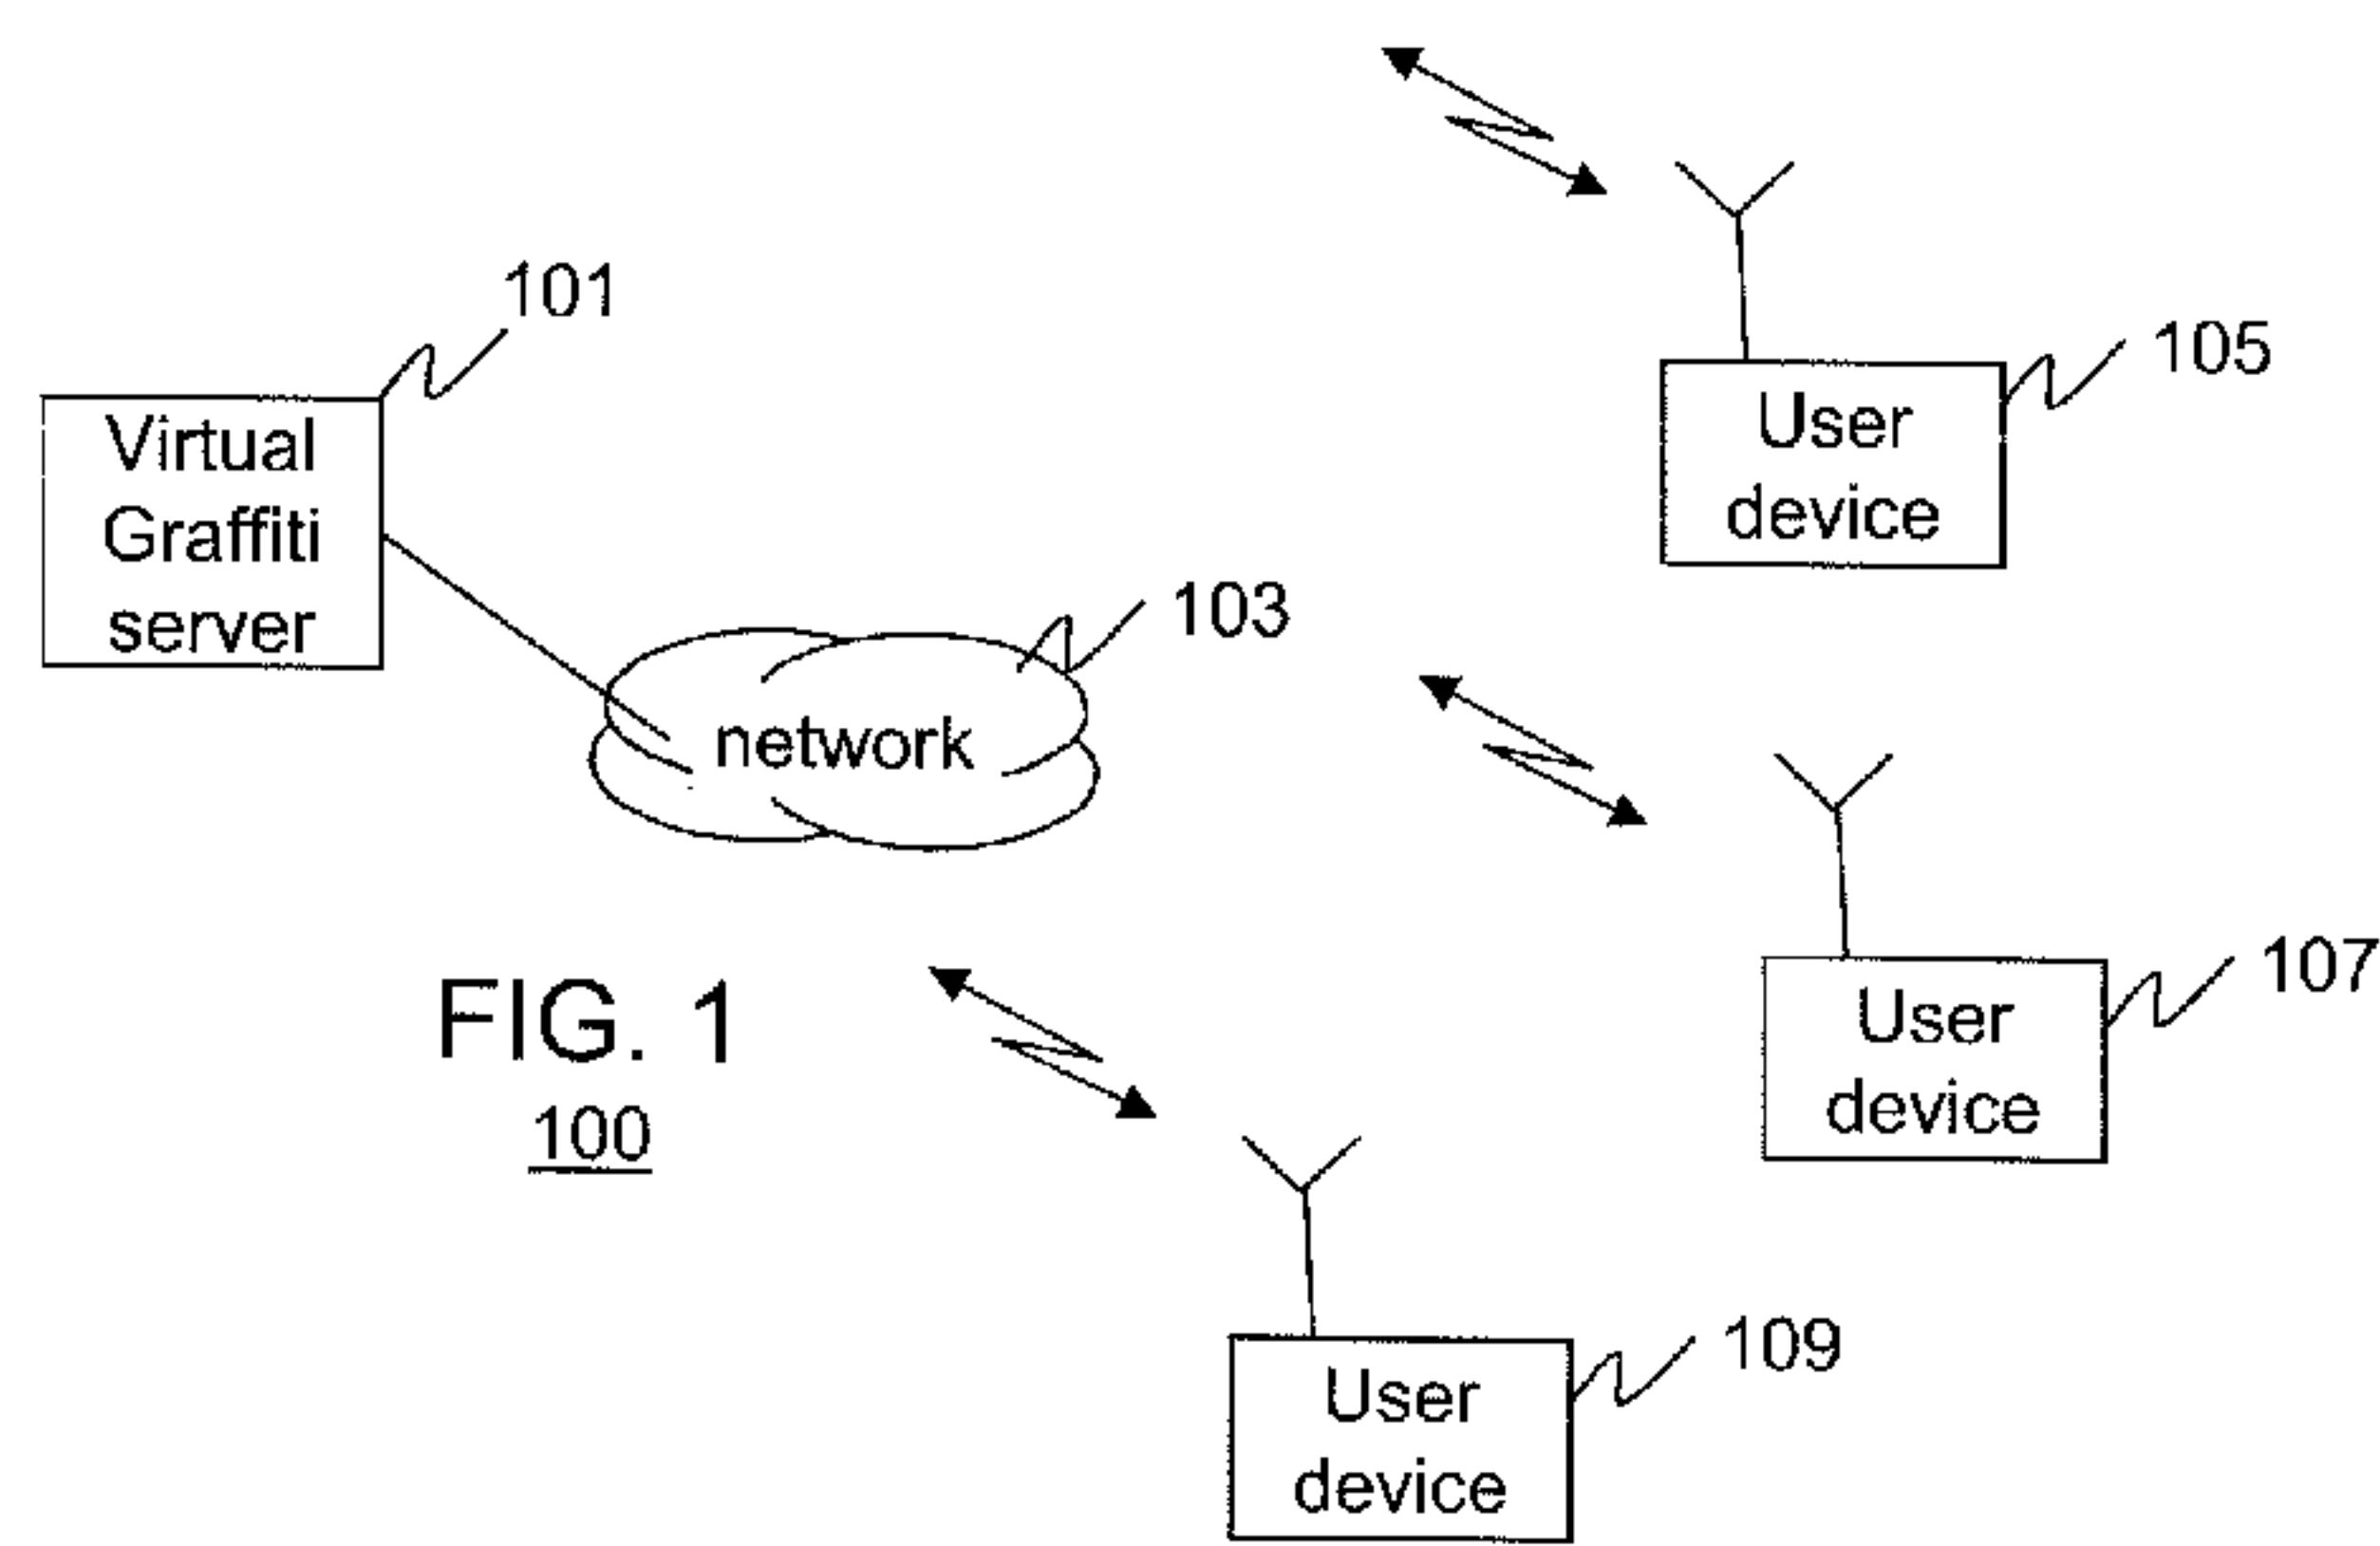 101
Virtual
Graffiti
server
105
User
device
103
network
107
User
device
FIG. 1
100
109
User
device